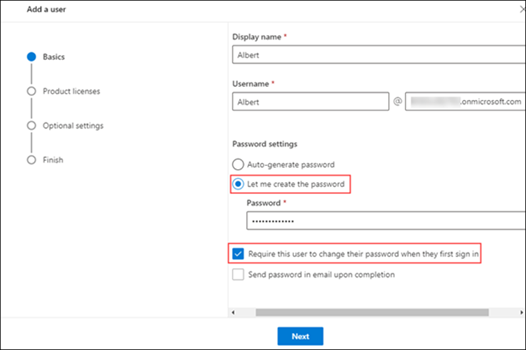 Add a user
Basics
Product licenses
Optional settings
Finish
Display name *
Albert
Username *
Albert @ .onmicrosoft.com
Password settings
Auto-generate password
Let me create the password
Password *
•••••••••••••
Require this user to change their password when they first sign in
Send password in email upon completion
Next